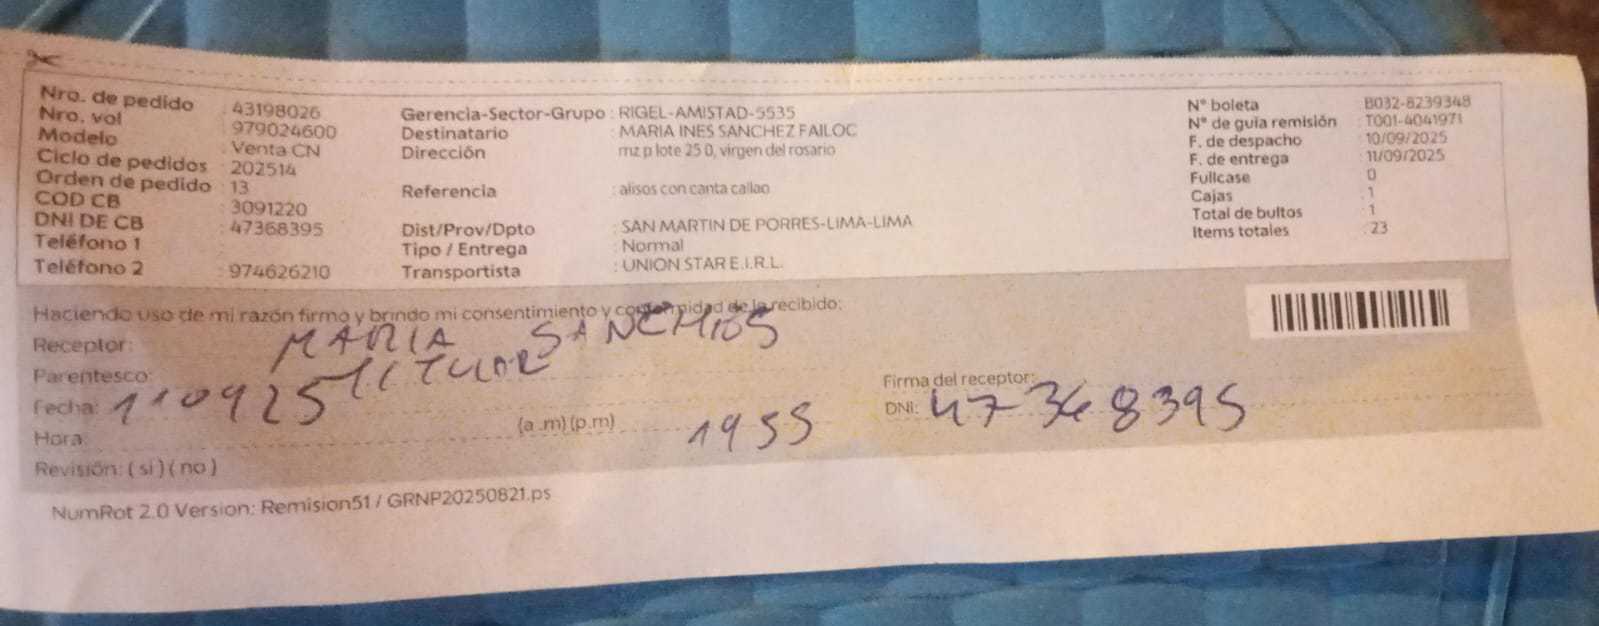 Nro. de pedido : 43198026
Nro. vol : 979024600
Modelo : Venta CN
Ciclo de pedidos : 202514
Orden de pedido : 13
COD CB : 3091220
DNI DE CB : 47368395
Teléfono 1
Teléfono 2 : 974626210
Gerencia-Sector-Grupo : RIGEL-AMISTAD-5535
Destinatario : MARIA INES SANCHEZ FAILOC
Dirección : mz p lote 25 0, virgen del rosario
Referencia : alisos con canta callao
Dist/Prov/Dpto : SAN MARTIN DE PORRES-LIMA-LIMA
Tipo / Entrega : Normal
Transportista : UNION STAR E.I.R.L.
N° boleta : B032-8239348
N° de guia remisión : T001-4041971
F. de despacho : 10/09/2025
F. de entrega : 11/09/2025
Fullcase : 0
Cajas : 1
Total de bultos : 1
Items totales : 23
Haciendo uso de mi razón firmo y brindo mi consentimiento y conformidad de lo recibido:
Receptor: MARIA
Parentesco: TITULAR
Fecha: 110925
Hora: (a .m) (p.m) 1955
Revisión: ( si ) ( no )
Firma del receptor:
DNI: 47368395
NumRot 2.0 Version: Remision51 / GRNP20250821.ps